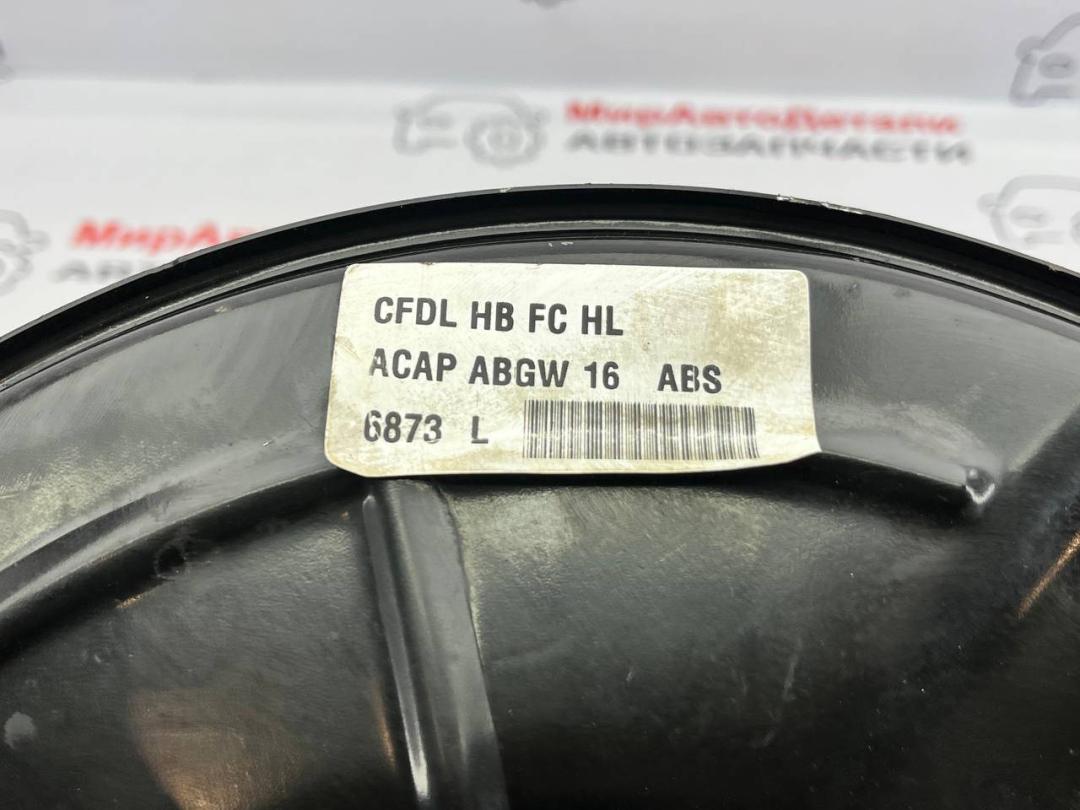 МирАвтоДетали
АВТОЗАПЧАСТИ
CFDL HB FC HL
ACAP ABGW 16 ABS
6873 L